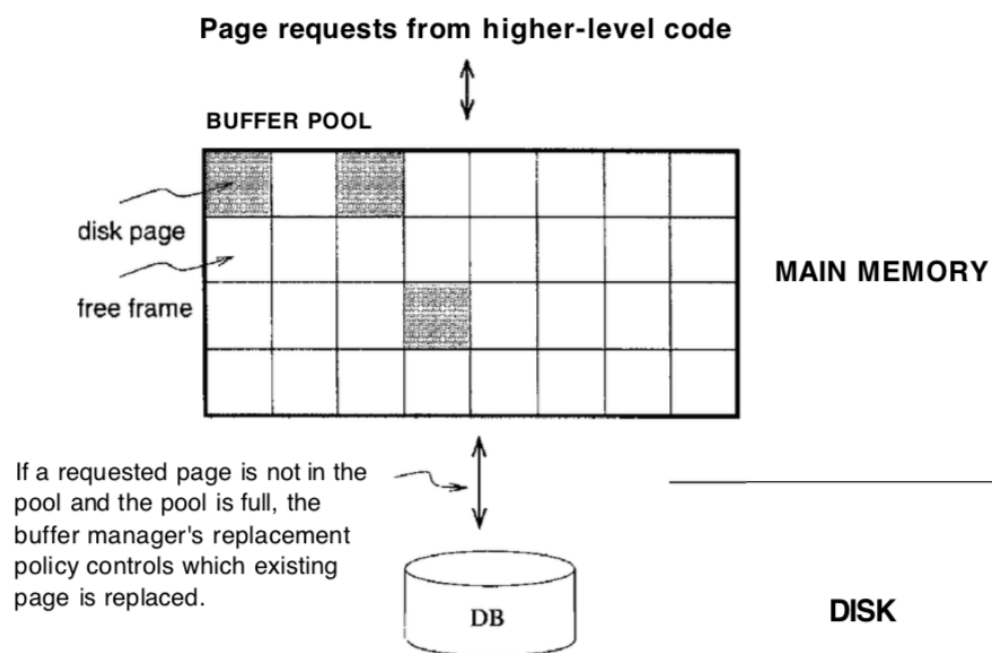 Page requests from higher-level code
BUFFER POOL
disk page
free frame
MAIN MEMORY
If a requested page is not in the
pool and the pool is full, the
buffer manager's replacement
policy controls which existing
page is replaced.
DB
DISK